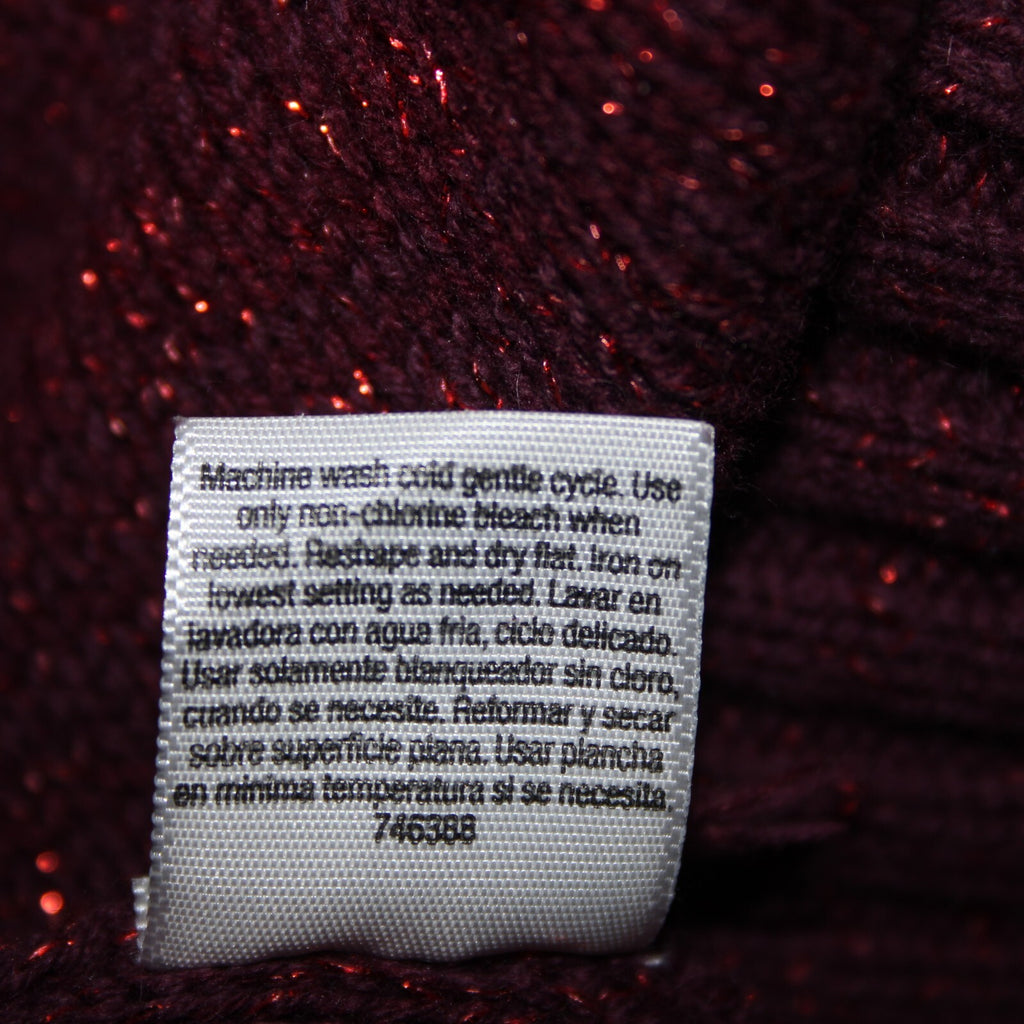 Machine wash cold gentle cycle. Use
only non-chlorine bleach when
needed. Reshape and dry flat. Iron on
lowest setting as needed. Lavar en
lavadora con agua fria, ciclo delicado.
Usar solamente blanqueador sin cloro,
cuando se necesite. Reformar y secar
sobre superficie plana. Usar plancha
en minima temperatura si se necesita.
746388